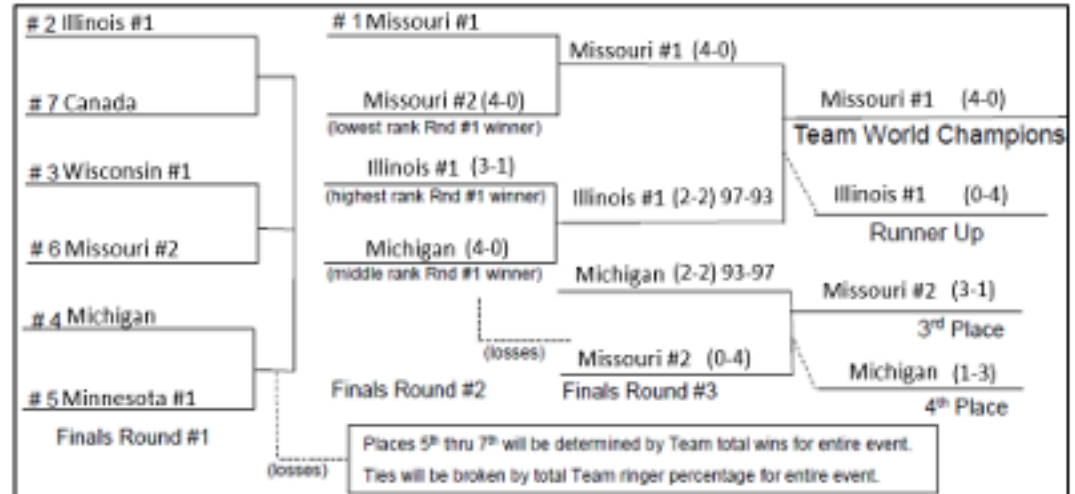 # 2 Illinois #1
# 7 Canada
# 3 Wisconsin #1
# 6 Missouri #2
# 4 Michigan
# 5 Minnesota #1
Finals Round #1
(losses)
# 1 Missouri #1
Missouri #2 (4-0)
(lowest rank Rnd #1 winner)
Illinois #1 (3-1)
(highest rank Rnd #1 winner)
Michigan (4-0)
(middle rank Rnd #1 winner)
(losses)
Finals Round #2
Missouri #1 (4-0)
Illinois #1 (2-2) 97-93
Michigan (2-2) 93-97
Missouri #2 (0-4)
Finals Round #3
Missouri #1 (4-0)
Team World Champions
Illinois #1 (0-4)
Runner Up
Missouri #2 (3-1)
3rd Place
Michigan (1-3)
4th Place
Places 5th thru 7th will be determined by Team total wins for entire event.
Ties will be broken by total Team ringer percentage for entire event.